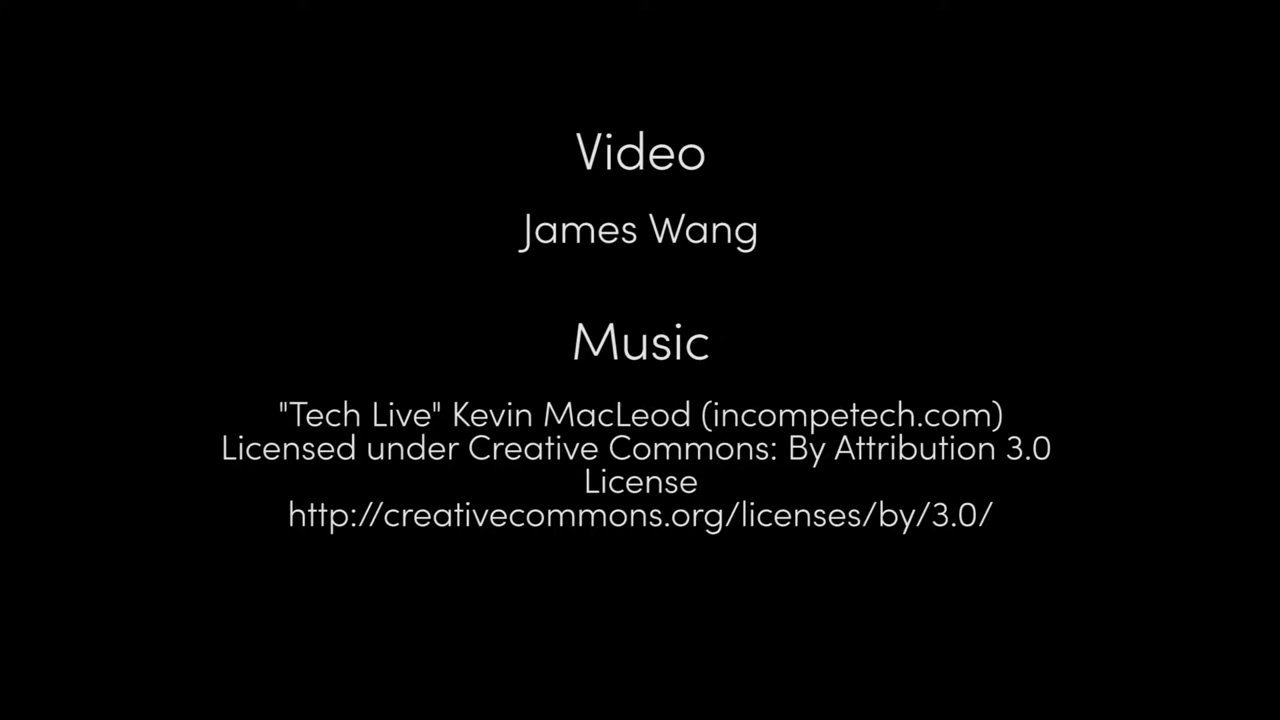 Video
James Wang
Music
"Tech Live" Kevin MacLeod (incompetech.com)
Licensed under Creative Commons: By Attribution 3.0
License
http://creativecommons.org/licenses/by/3.0/